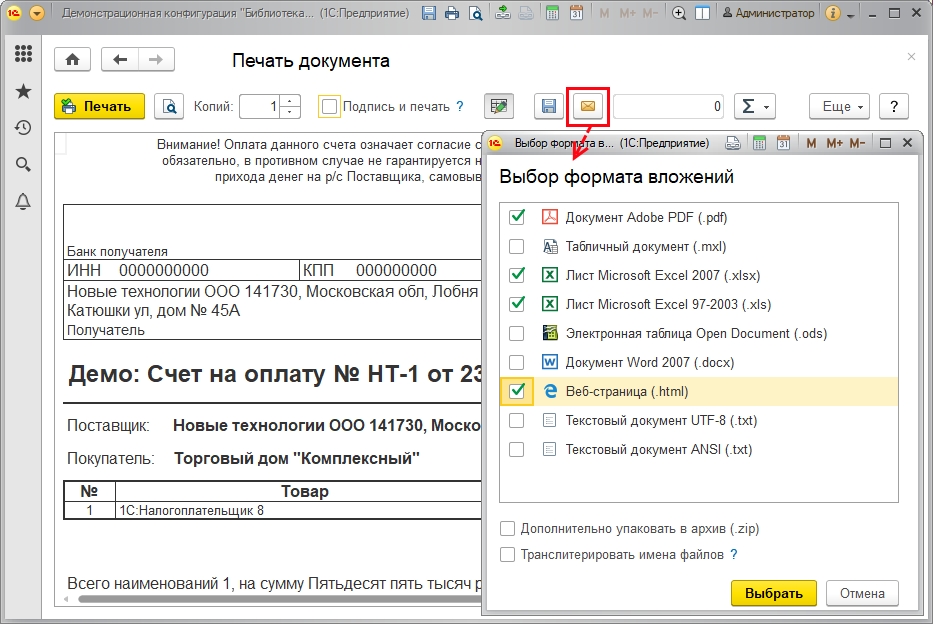 Демонстрационная конфигурация "Библиотека... (1С:Предприятие) M M+ M- Администратор
Печать документа
Печать Копий: 1 Подпись и печать ? 0 Σ Еще ?
Внимание! Оплата данного счета означает согласие с
обязательно, в противном случае не гарантируется н
прихода денег на р/с Поставщика, самовыв
Банк получателя
ИНН 0000000000 КПП 000000000
Новые технологии ООО 141730, Московская обл, Лобня
Катюшки ул, дом № 45А
Получатель
Демо: Счет на оплату № НТ-1 от 23
Поставщик: Новые технологии ООО 141730, Моско
Покупатель: Торговый дом "Комплексный"
№ Товар
1 1С:Налогоплательщик 8
Всего наименований 1, на сумму Пятьдесят пять тысяч р
Выбор формата в... (1С:Предприятие) M M+ M-
Выбор формата вложений
Документ Adobe PDF (.pdf)
Табличный документ (.mxl)
Лист Microsoft Excel 2007 (.xlsx)
Лист Microsoft Excel 97-2003 (.xls)
Электронная таблица Open Document (.ods)
Документ Word 2007 (.docx)
Веб-страница (.html)
Текстовый документ UTF-8 (.txt)
Текстовый документ ANSI (.txt)
Дополнительно упаковать в архив (.zip)
Транслитерировать имена файлов ?
Выбрать Отмена